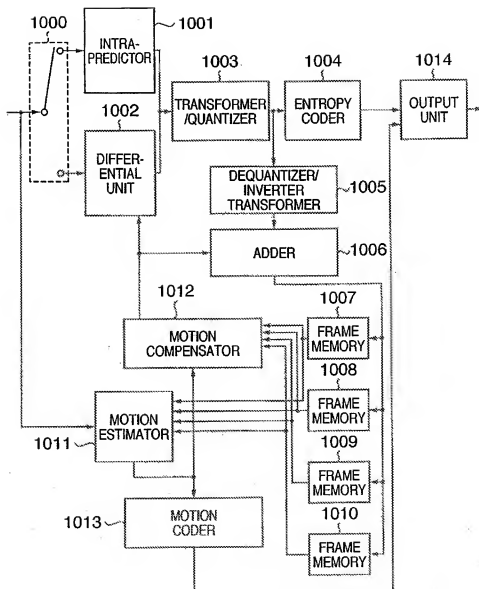 1000
1001
INTRA-
PREDICTOR
1002
DIFFER-
ENTIAL
UNIT
1003
TRANSFORMER
/QUANTIZER
1004
ENTROPY
CODER
1014
OUTPUT
UNIT
DEQUANTIZER/
INVERTER
TRANSFORMER
1005
ADDER
1006
1012
MOTION
COMPENSATOR
1007
FRAME
MEMORY
1008
FRAME
MEMORY
MOTION
ESTIMATOR
1011
1009
FRAME
MEMORY
1013
MOTION
CODER
1010
FRAME
MEMORY